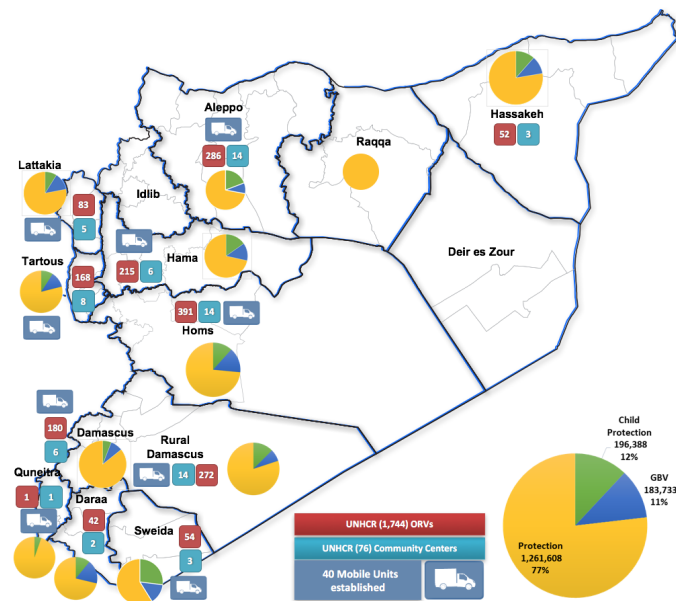 Aleppo
286 14
Hassakeh
52 3
Raqqa
Lattakia
83
5
Idlib
Deir es Zour
Tartous
168
8
Hama
215 6
391 14
Homs
180
6
Damascus
Rural
Damascus
14 272
Quneitra
1 1
Daraa
42
2
Sweida
54
3
UNHCR (1,744) ORVs
UNHCR (76) Community Centers
40 Mobile Units
established
Child
Protection
196,388
12%
GBV
183,733
11%
Protection
1,261,608
77%